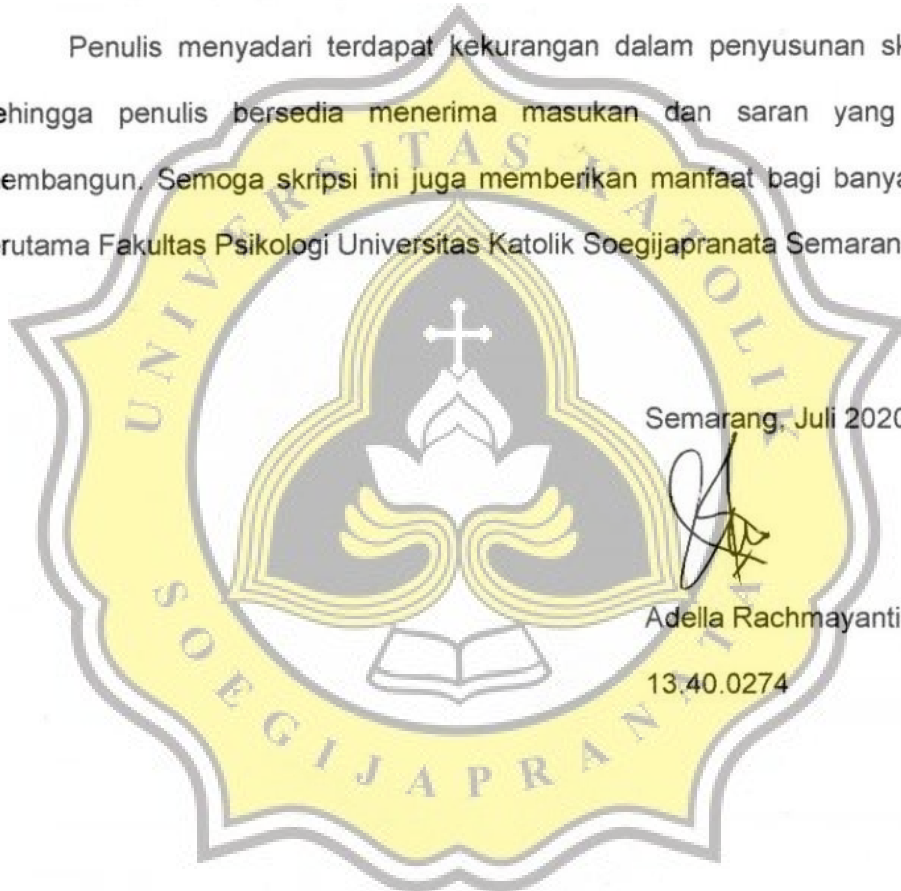 Penulis menyadari terdapat kekurangan dalam penyusunan sk
ehingga penulis bersedia menerima masukan dan saran yang
embangun. Semoga skripsi ini juga memberikan manfaat bagi banya
rutama Fakultas Psikologi Universitas Katolik Soegijapranata Semaran
UNIVERSITAS KATOLIK
SOEGIJAPRANATA
Semarang, Juli 2020
Adella Rachmayanti
13.40.0274